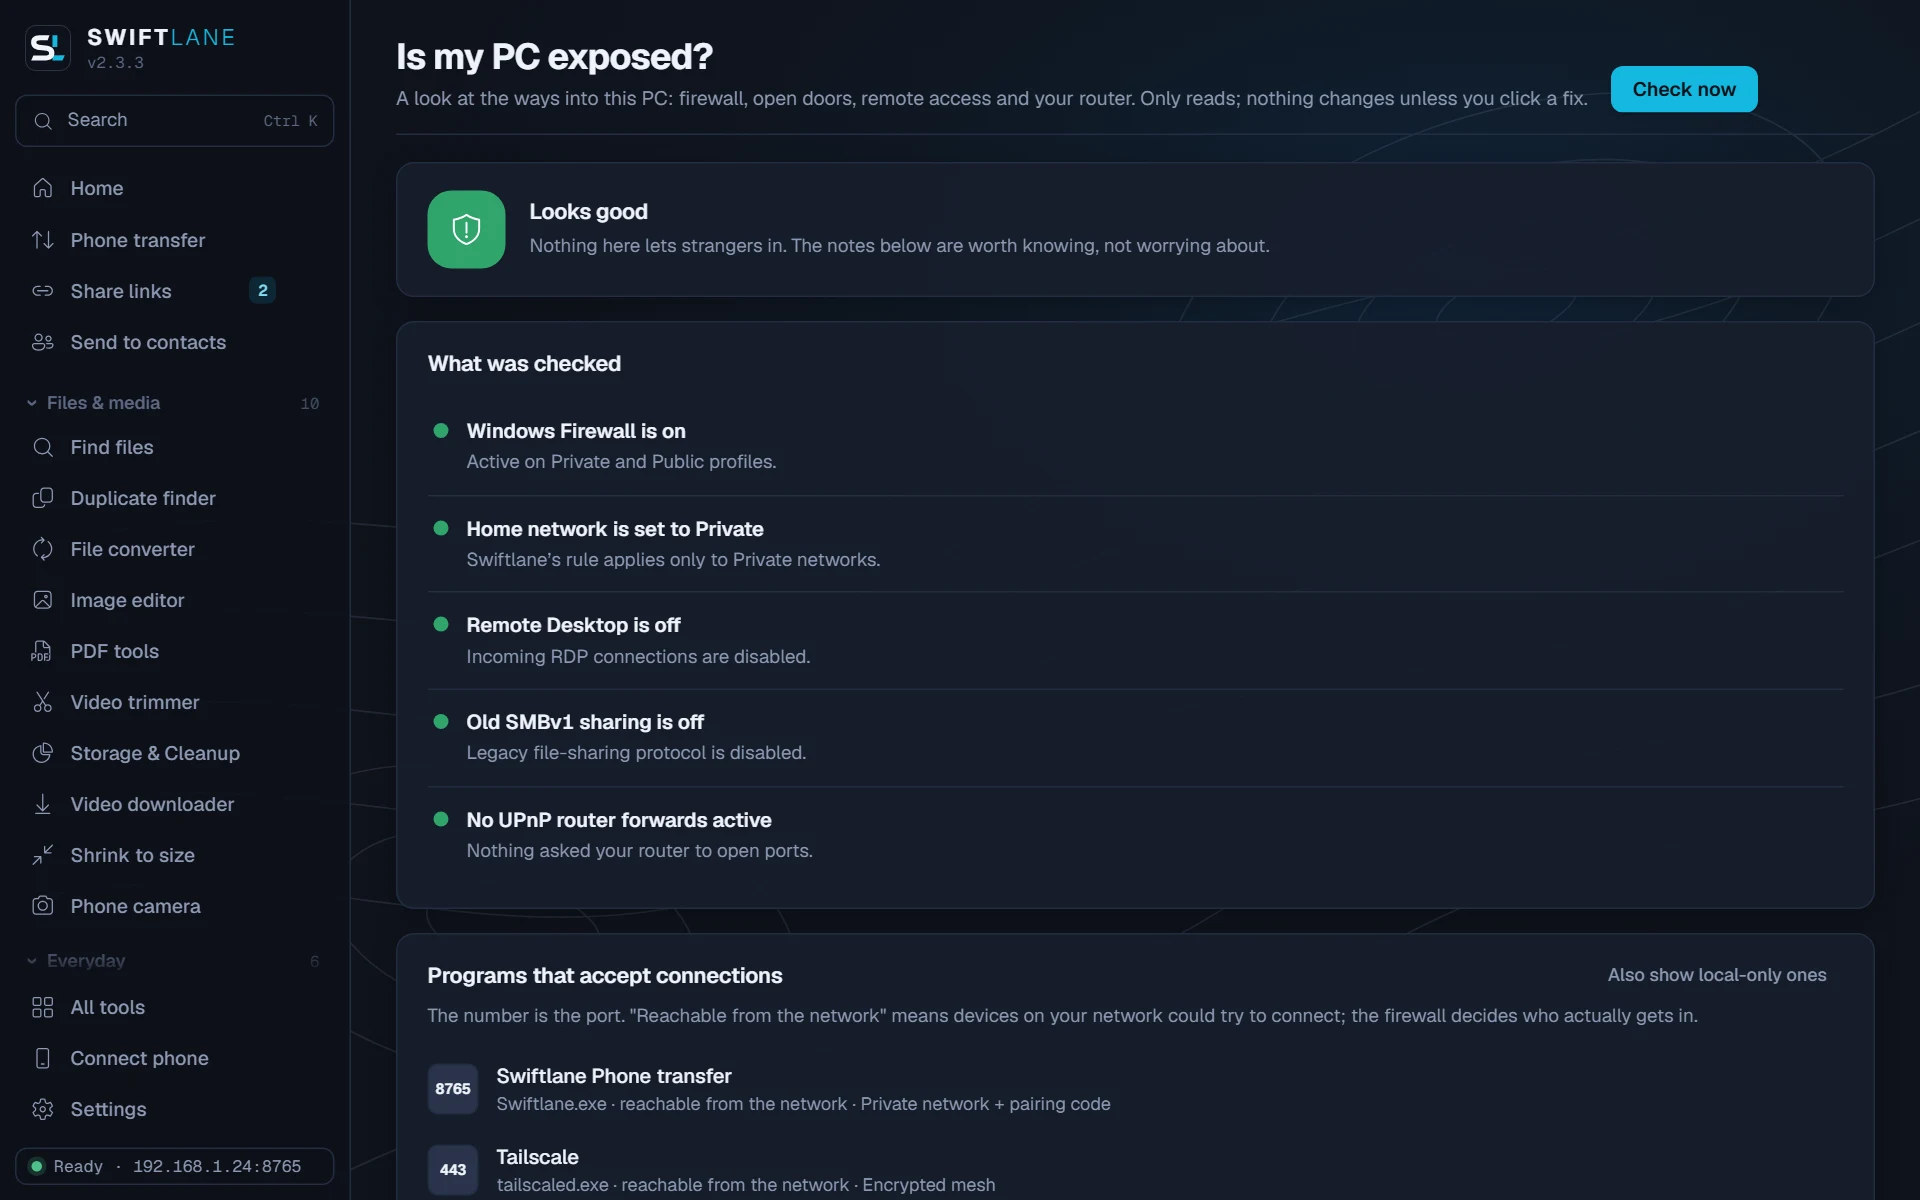 SWIFTLANE
v2.3.3
Search
Ctrl K
Home
Phone transfer
Share links
2
Send to contacts
Files & media
10
Find files
Duplicate finder
File converter
Image editor
PDF
PDF tools
Video trimmer
Storage & Cleanup
Video downloader
Shrink to size
Phone camera
Everyday
6
All tools
Connect phone
Settings
Ready · 192.168.1.24:8765
Is my PC exposed?
A look at the ways into this PC: firewall, open doors, remote access and your router. Only reads; nothing changes unless you click a fix.
Check now
Looks good
Nothing here lets strangers in. The notes below are worth knowing, not worrying about.
What was checked
Windows Firewall is on
Active on Private and Public profiles.
Home network is set to Private
Swiftlane’s rule applies only to Private networks.
Remote Desktop is off
Incoming RDP connections are disabled.
Old SMBv1 sharing is off
Legacy file-sharing protocol is disabled.
No UPnP router forwards active
Nothing asked your router to open ports.
Programs that accept connections
Also show local-only ones
The number is the port. "Reachable from the network" means devices on your network could try to connect; the firewall decides who actually gets in.
8765
Swiftlane Phone transfer
Swiftlane.exe · reachable from the network · Private network + pairing code
443
Tailscale
tailscaled.exe · reachable from the network · Encrypted mesh